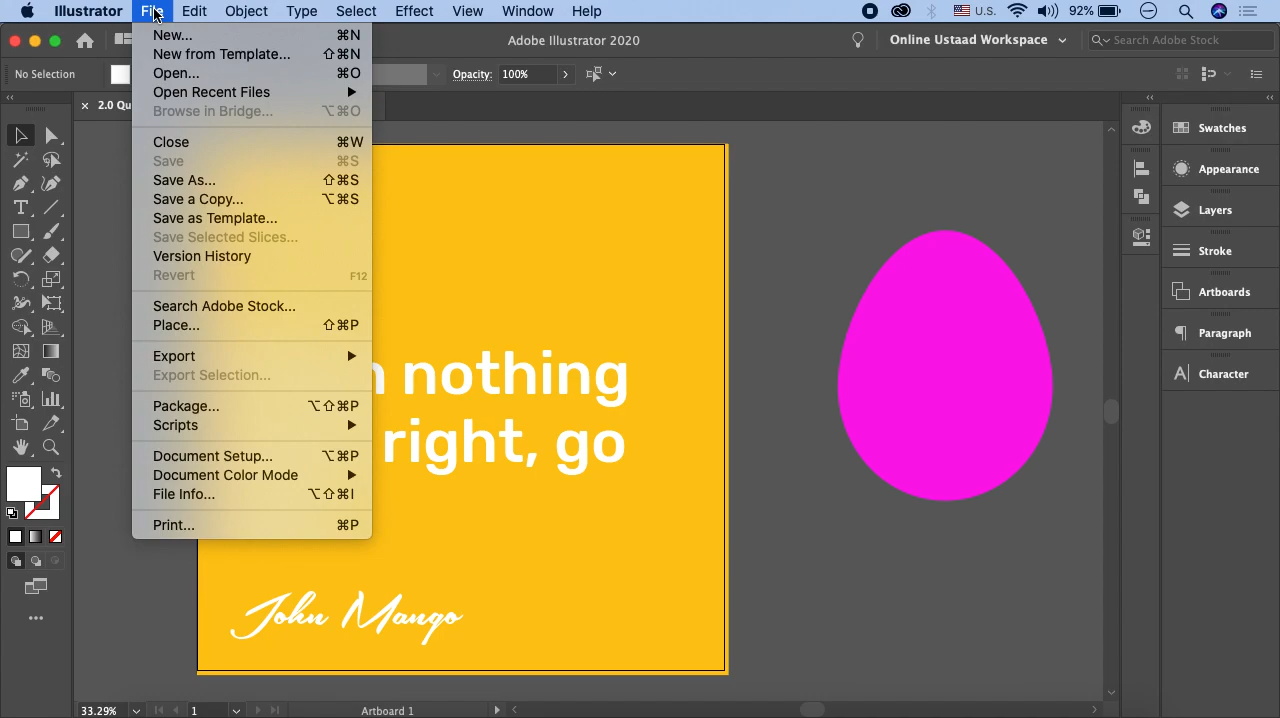 Illustrator File Edit Object Type Select Effect View Window Help U.S. 92%
Adobe Illustrator 2020 Online Ustaad Workspace Search Adobe Stock
No Selection Opacity: 100%
× 2.0
New... ⌘N
New from Template... ⇧⌘N
Open... ⌘O
Open Recent Files ▶
Browse in Bridge... ⌥⌘O
Close ⌘W
Save ⌘S
Save As... ⇧⌘S
Save a Copy... ⌥⌘S
Save as Template...
Save Selected Slices...
Version History
Revert F12
Search Adobe Stock...
Place... ⇧⌘P
Export ▶
Export Selection...
Package... ⌥⇧⌘P
Scripts ▶
Document Setup... ⌥⌘P
Document Color Mode ▶
File Info... ⌥⇧⌘I
Print... ⌘P
nothing
right, go
John Mango
Swatches
Appearance
Layers
Stroke
Artboards
Paragraph
Character
33.29% 1 Artboard 1